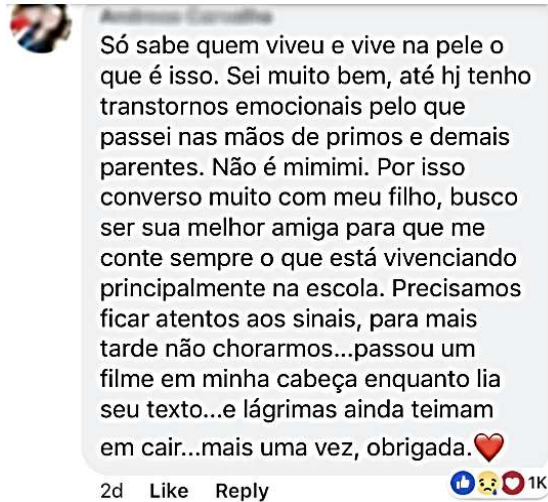 Só sabe quem viveu e vive na pele o
que é isso. Sei muito bem, até hj tenho
transtornos emocionais pelo que
passei nas mãos de primos e demais
parentes. Não é mimimi. Por isso
converso muito com meu filho, busco
ser sua melhor amiga para que me
conte sempre o que está vivenciando
principalmente na escola. Precisamos
ficar atentos aos sinais, para mais
tarde não chorarmos...passou um
filme em minha cabeça enquanto lia
seu texto...e lágrimas ainda teimam
em cair...mais uma vez, obrigada.❤️
2d Like Reply 1K